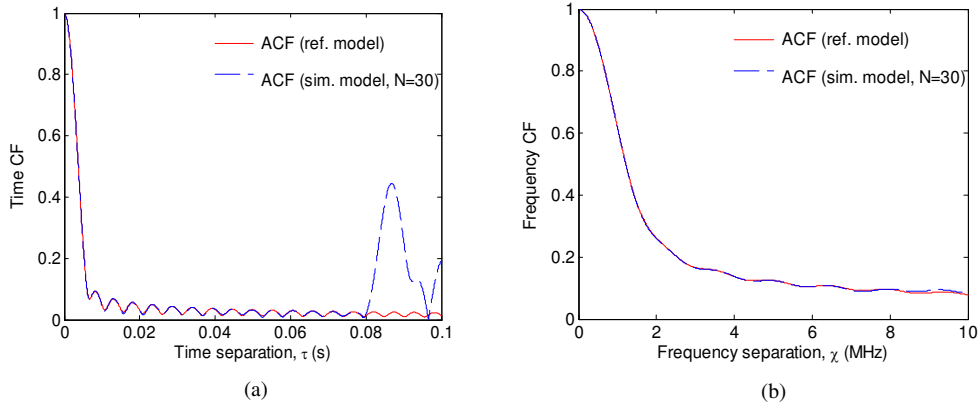 1
0.8
0.6
0.4
0.2
0
0
0.02
0.04
0.06
0.08
0.1
Time CF
Time separation, τ (s)
ACF (ref. model)
ACF (sim. model, N=30)
(a)
1
0.8
0.6
0.4
0.2
0
0
2
4
6
8
10
Frequency CF
Frequency separation, χ (MHz)
ACF (ref. model)
ACF (sim. model, N=30)
(b)